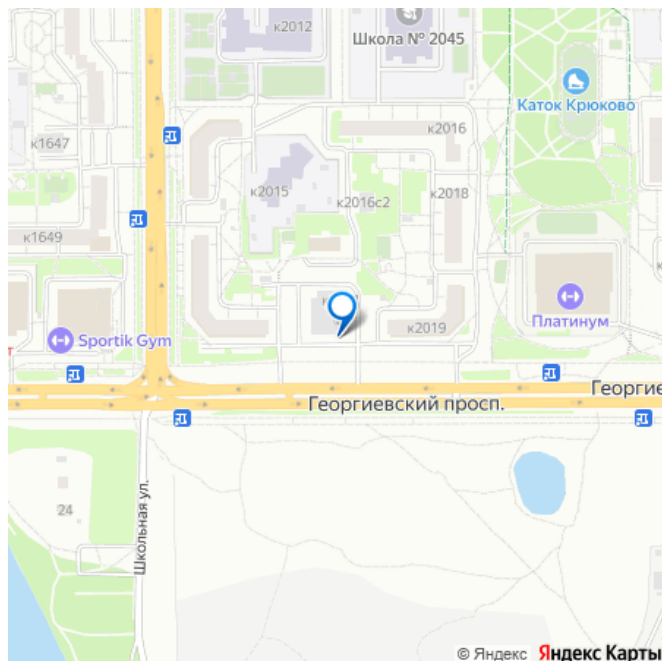 к2012
Школа № 2045
Каток Крюково
к1647
к2016
к2015
к2016с2
к2018
к1649
Sportik Gym
Платинум
к2019
Георгие
Георгиевский просп.
Школьная ул.
24
© Яндекс Яндекс Карты